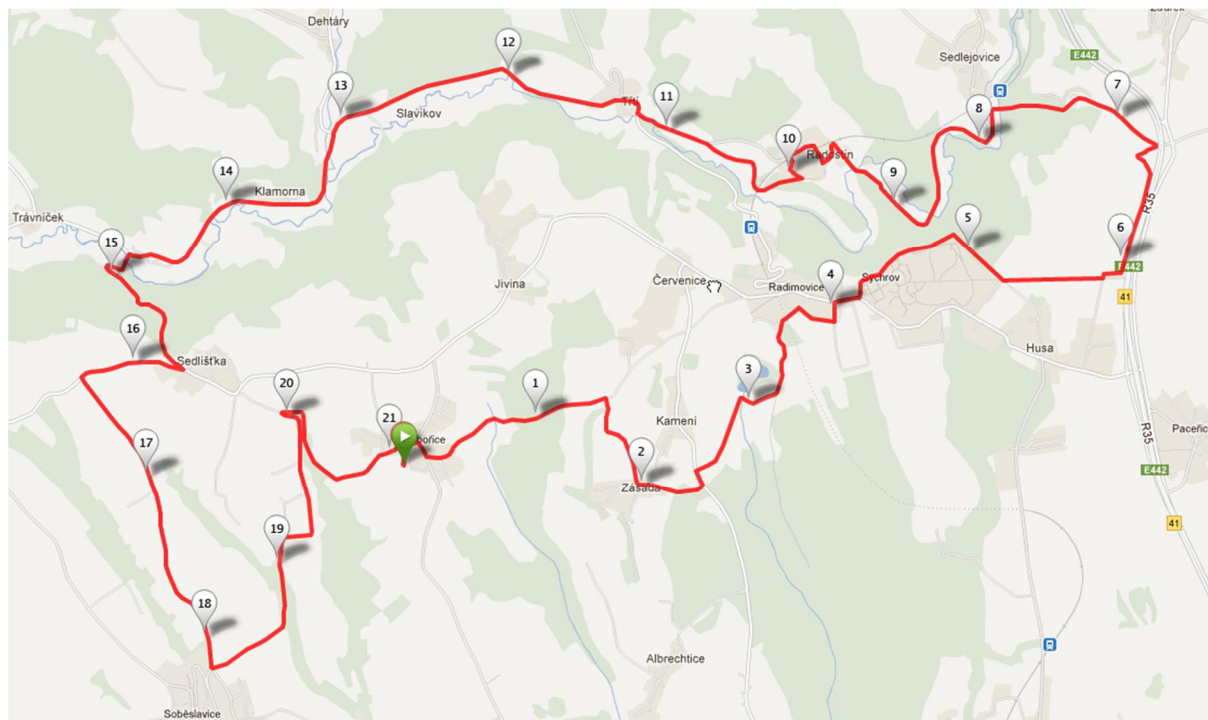 Dehtáry
12
13
Slavíkov
Třtí
11
Sedlejovice
E442
7
8
10
Radostín
9
14
Klamorna
Trávníček
15
5
6
R35
E442
41
Jivina
Červenice
4
Sychrov
Radimovice
Husa
16
Sedlíšťka
20
21
1
3
Kamení
2
Zásada
17
R35
E442
Paceřic
41
19
18
Albrechtice
Soběslavice